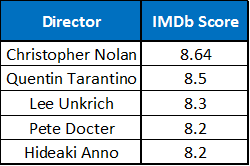 Director IMDb Score
Christopher Nolan 8.64
Quentin Tarantino 8.5
Lee Unkrich 8.3
Pete Docter 8.2
Hideaki Anno 8.2